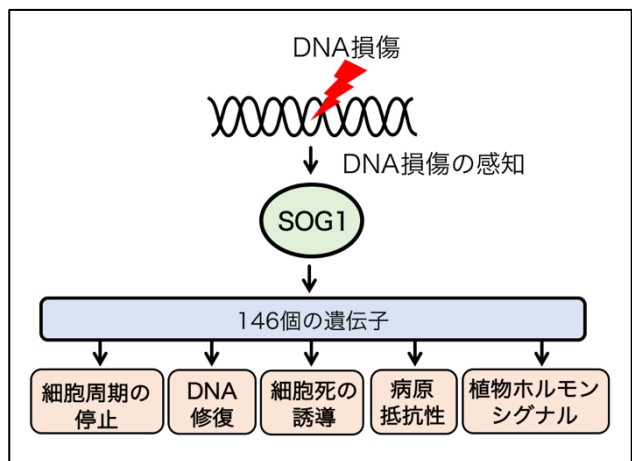 DNA損傷
DNA損傷の感知
SOG1
146個の遺伝子
細胞周期の
停止
DNA
修復
細胞死の
誘導
病原
抵抗性
植物ホルモン
シグナル